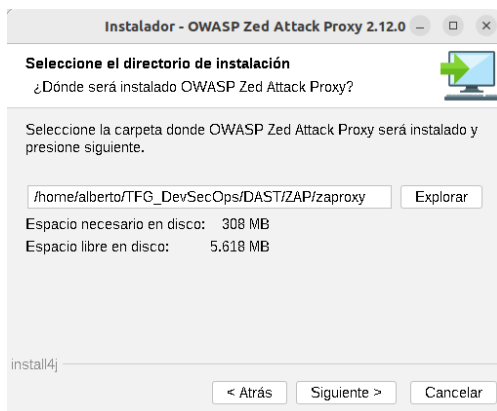 Instalador - OWASP Zed Attack Proxy 2.12.0
Seleccione el directorio de instalación
¿Dónde será instalado OWASP Zed Attack Proxy?
Seleccione la carpeta donde OWASP Zed Attack Proxy será instalado y
presione siguiente.
/home/alberto/TFG_DevSecOps/DAST/ZAP/zaproxy Explorar
Espacio necesario en disco: 308 MB
Espacio libre en disco: 5.618 MB
install4j
< Atrás Siguiente > Cancelar